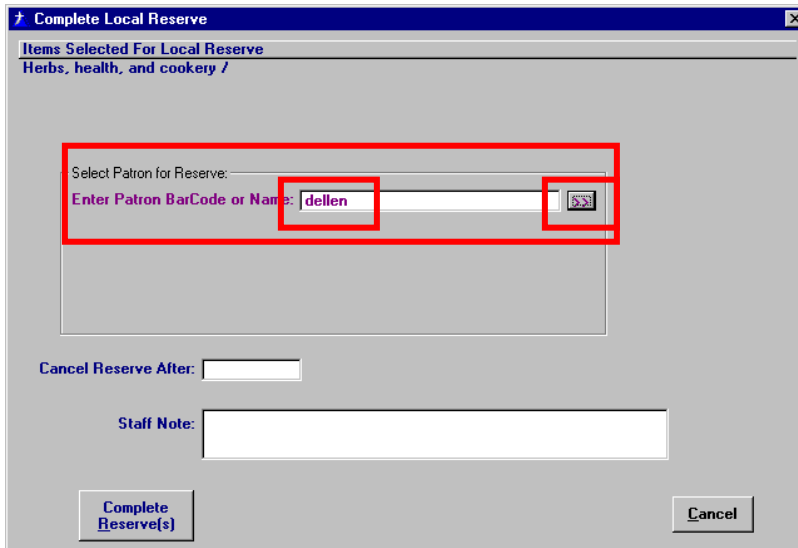 Complete Local Reserve
Items Selected For Local Reserve
Herbs, health, and cookery /
Select Patron for Reserve:
Enter Patron BarCode or Name: dellen >>
Cancel Reserve After:
Staff Note:
Complete
Reserve(s)
Cancel